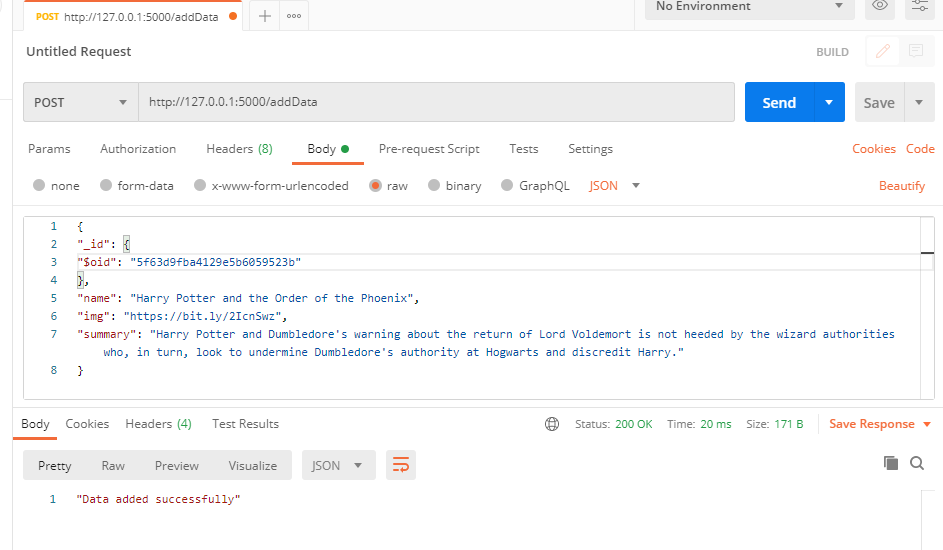 POST http://127.0.0.1:5000/addData
No Environment
Untitled Request
BUILD
POST http://127.0.0.1:5000/addData Send Save
Params Authorization Headers (8) Body Pre-request Script Tests Settings Cookies Code
none form-data x-www-form-urlencoded raw binary GraphQL JSON Beautify
1 {
2 "_id": {
3 "$oid": "5f63d9fba4129e5b6059523b"
4 },
5 "name": "Harry Potter and the Order of the Phoenix",
6 "img": "https://bit.ly/2IcnSwz",
7 "summary": "Harry Potter and Dumbledore's warning about the return of Lord Voldemort is not heeded by the wizard authorities
who, in turn, look to undermine Dumbledore's authority at Hogwarts and discredit Harry."
8 }
Body Cookies Headers (4) Test Results Status: 200 OK Time: 20 ms Size: 171 B Save Response
Pretty Raw Preview Visualize JSON
1 "Data added successfully"